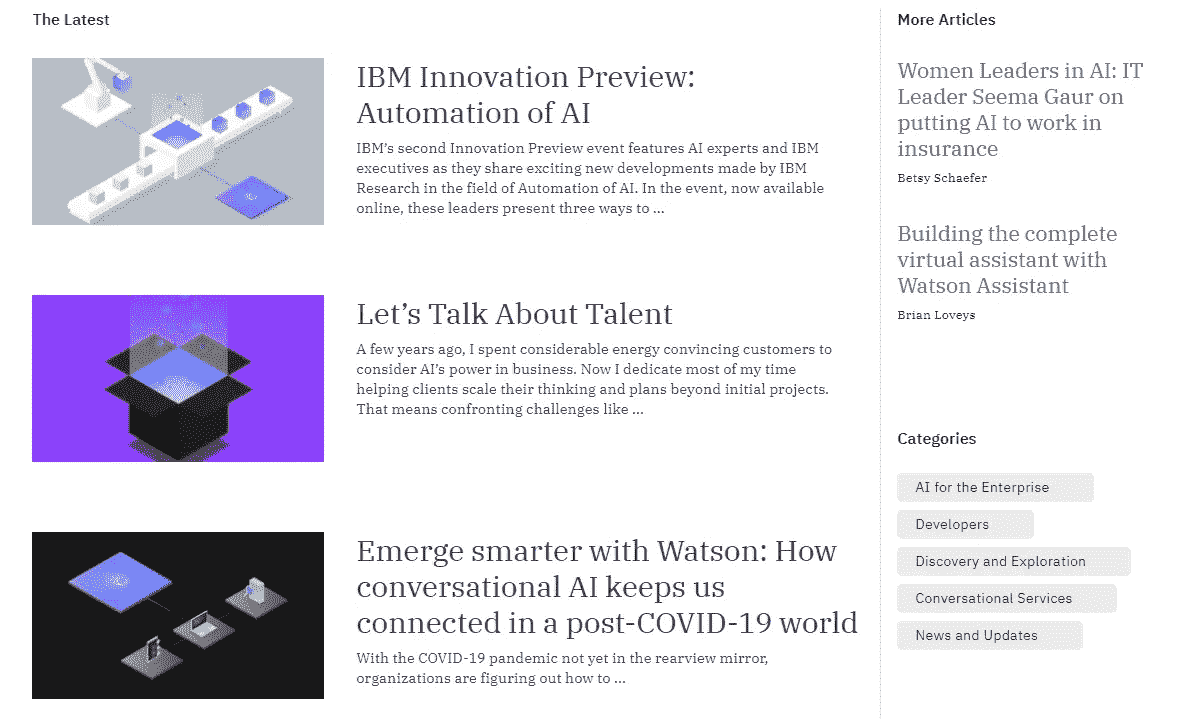 The Latest
IBM Innovation Preview:
Automation of AI
IBM’s second Innovation Preview event features AI experts and IBM
executives as they share exciting new developments made by IBM
Research in the field of Automation of AI. In the event, now available
online, these leaders present three ways to ...
Let’s Talk About Talent
A few years ago, I spent considerable energy convincing customers to
consider AI’s power in business. Now I dedicate most of my time
helping clients scale their thinking and plans beyond initial projects.
That means confronting challenges like ...
Emerge smarter with Watson: How
conversational AI keeps us
connected in a post-COVID-19 world
With the COVID-19 pandemic not yet in the rearview mirror,
organizations are figuring out how to ...
More Articles
Women Leaders in AI: IT
Leader Seema Gaur on
putting AI to work in
insurance
Betsy Schaefer
Building the complete
virtual assistant with
Watson Assistant
Brian Loveys
Categories
AI for the Enterprise
Developers
Discovery and Exploration
Conversational Services
News and Updates